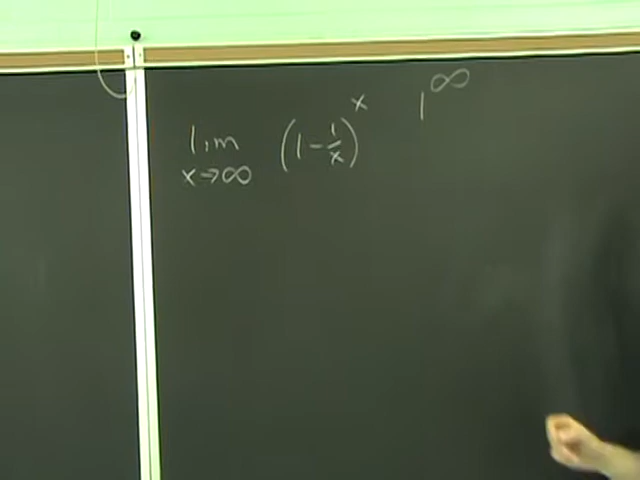 lim (1 - 1/x)^x 1^∞
x→∞